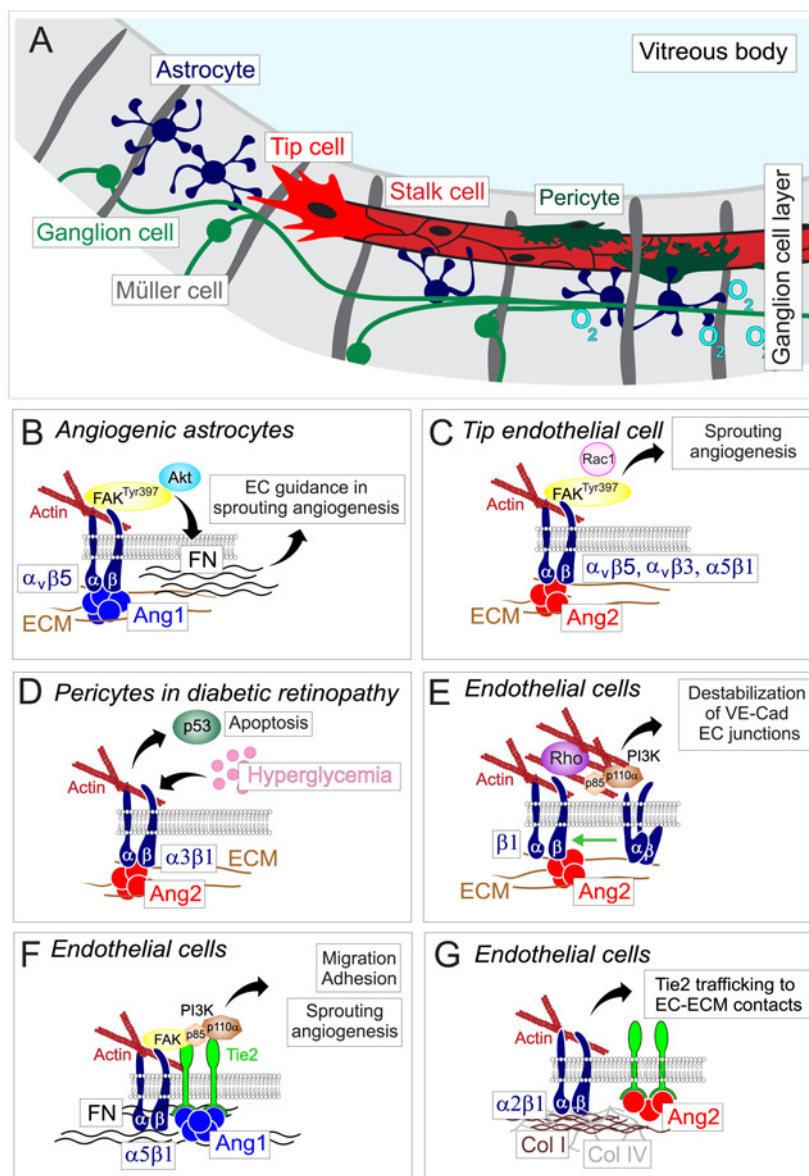 A
Vitreous body
Astrocyte
Tip cell
Stalk cell
Pericyte
Ganglion cell
Müller cell
Ganglion cell layer
O2
O2
O2
O2
B Angiogenic astrocytes
Akt
FAKTyr397
Actin
EC guidance in
sprouting angiogenesis
FN
αvβ5
α β
ECM
Ang1
C Tip endothelial cell
Sprouting
angiogenesis
Rac1
FAKTyr397
Actin
α β
αvβ5, αvβ3, α5β1
ECM
Ang2
D Pericytes in diabetic retinopathy
p53
Apoptosis
Hyperglycemia
Actin
α β
α3β1
ECM
Ang2
E Endothelial cells
Destabilization
of VE-Cad
EC junctions
Rho
PI3K
p85
p110α
Actin
β1
α β
α β
ECM
Ang2
F Endothelial cells
Migration
Adhesion
Sprouting
angiogenesis
PI3K
FAK
p85
p110α
Actin
Tie2
FN
α β
α5β1
Ang1
G Endothelial cells
Tie2 trafficking to
EC-ECM contacts
Actin
α2β1
α β
Ang2
Col I
Col IV